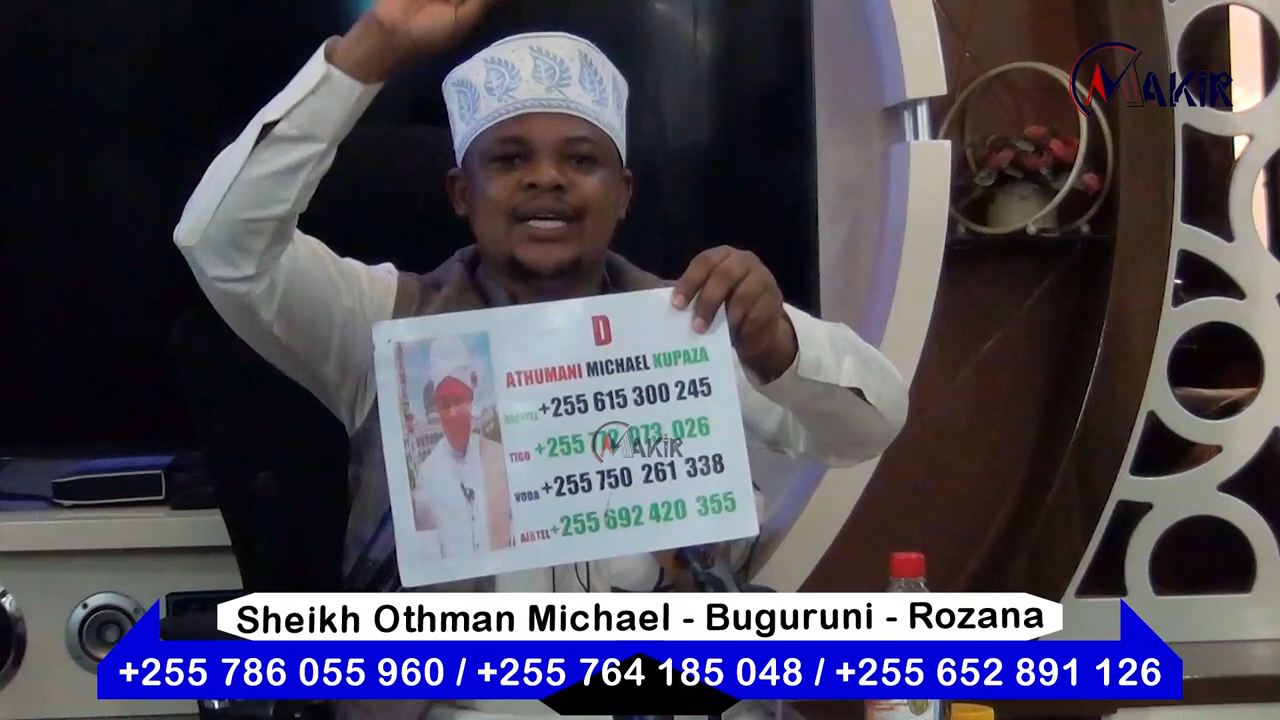 MAKIR
D
ATHUMANI MICHAEL KUPAZA
+255 615 300 245
TIGO +255 073 026
MAKIR
VODA +255 750 261 338
AIRTEL +255 692 420 355
Sheikh Othman Michael - Buguruni - Rozana
+255 786 055 960 / +255 764 185 048 / +255 652 891 126